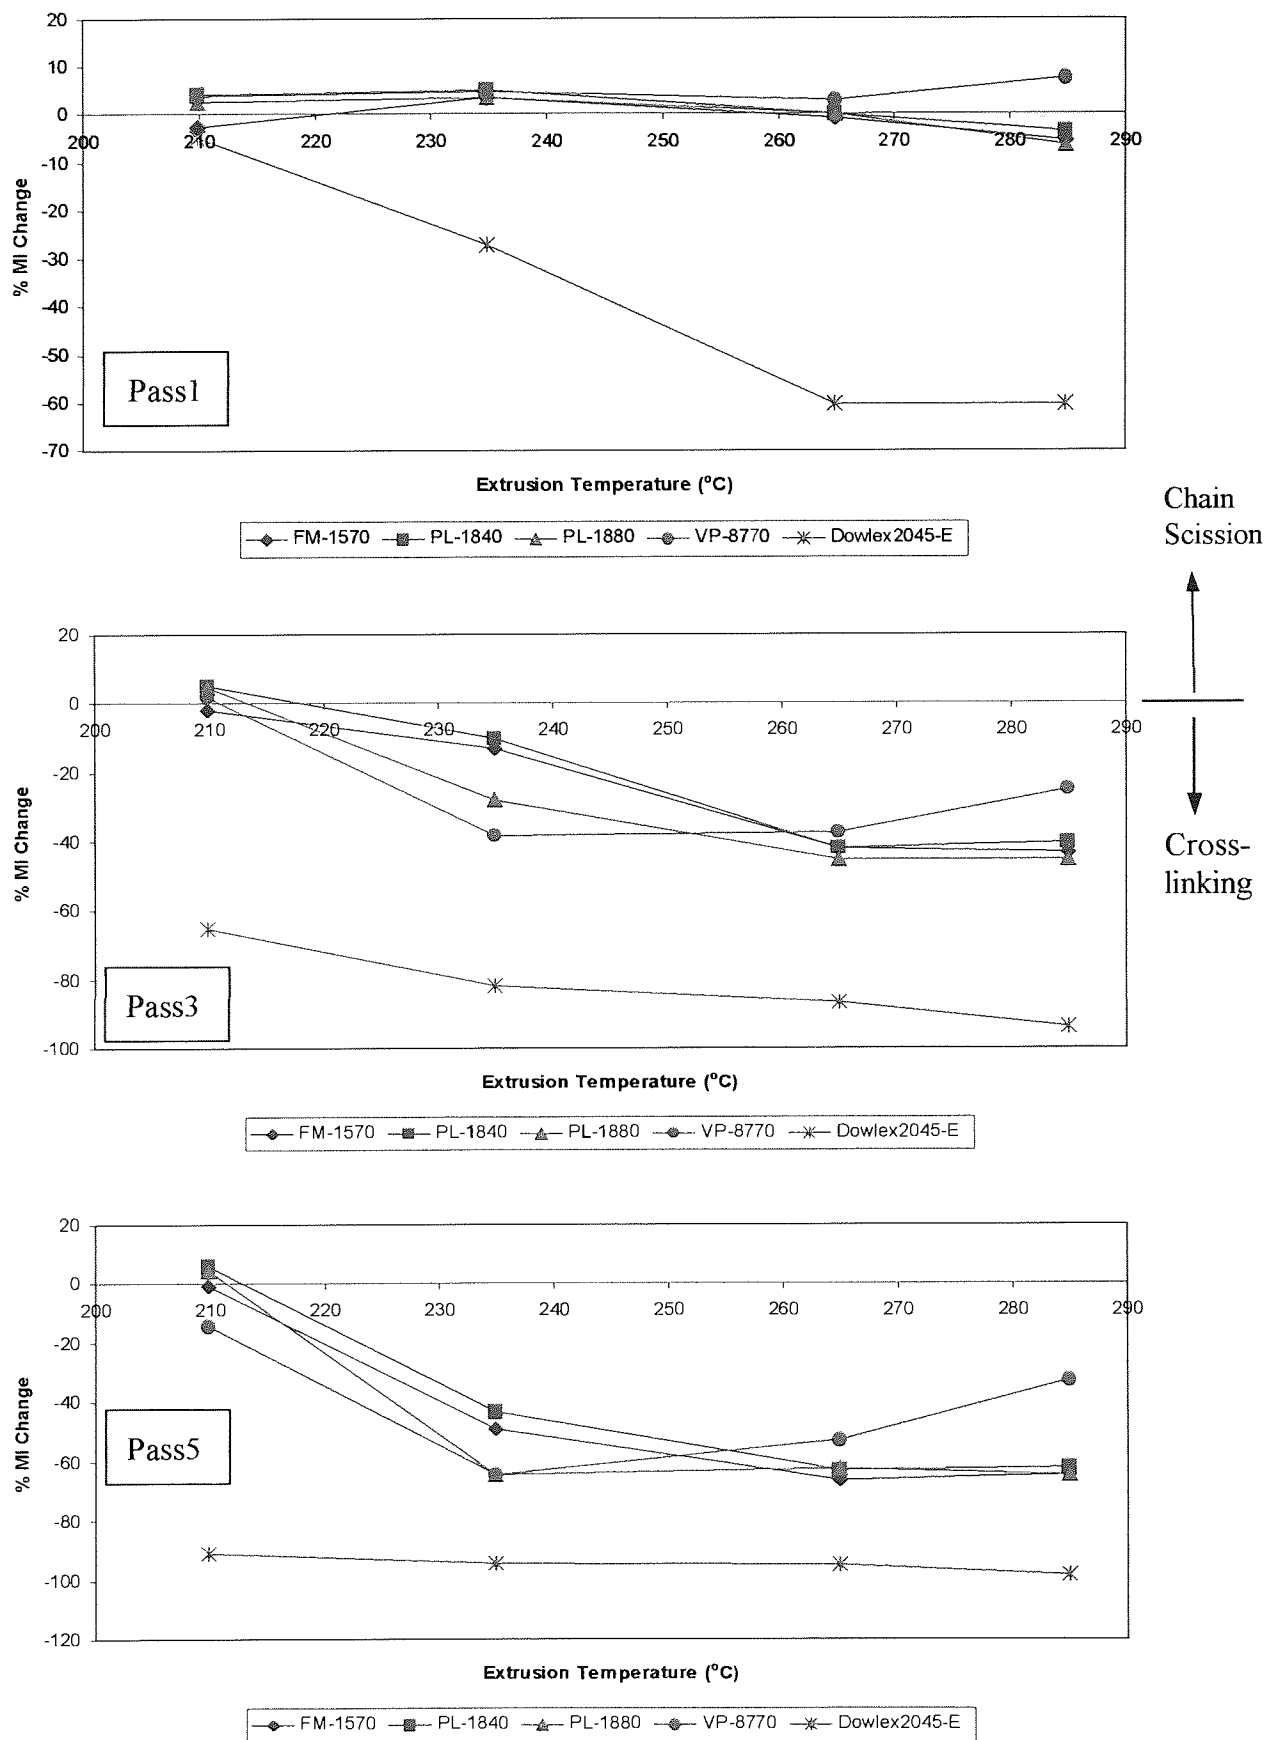 20
10
0
200 210 220 230 240 250 260 270 280 290
-10
-20
-30
-40
-50
-60
-70
% MI Change
Pass1
Extrusion Temperature (°C)
FM-1570 PL-1840 PL-1880 VP-8770 Dowlex2045-E
Chain
Scission
20
0
200 210 220 230 240 250 260 270 280 290
-20
-40
-60
-80
-100
% MI Change
Pass3
Cross-
linking
Extrusion Temperature (°C)
FM-1570 PL-1840 PL-1880 VP-8770 Dowlex2045-E
20
0
200 210 220 230 240 250 260 270 280 290
-20
-40
-60
-80
-100
-120
% MI Change
Pass5
Extrusion Temperature (°C)
FM-1570 PL-1840 PL-1880 VP-8770 Dowlex2045-E